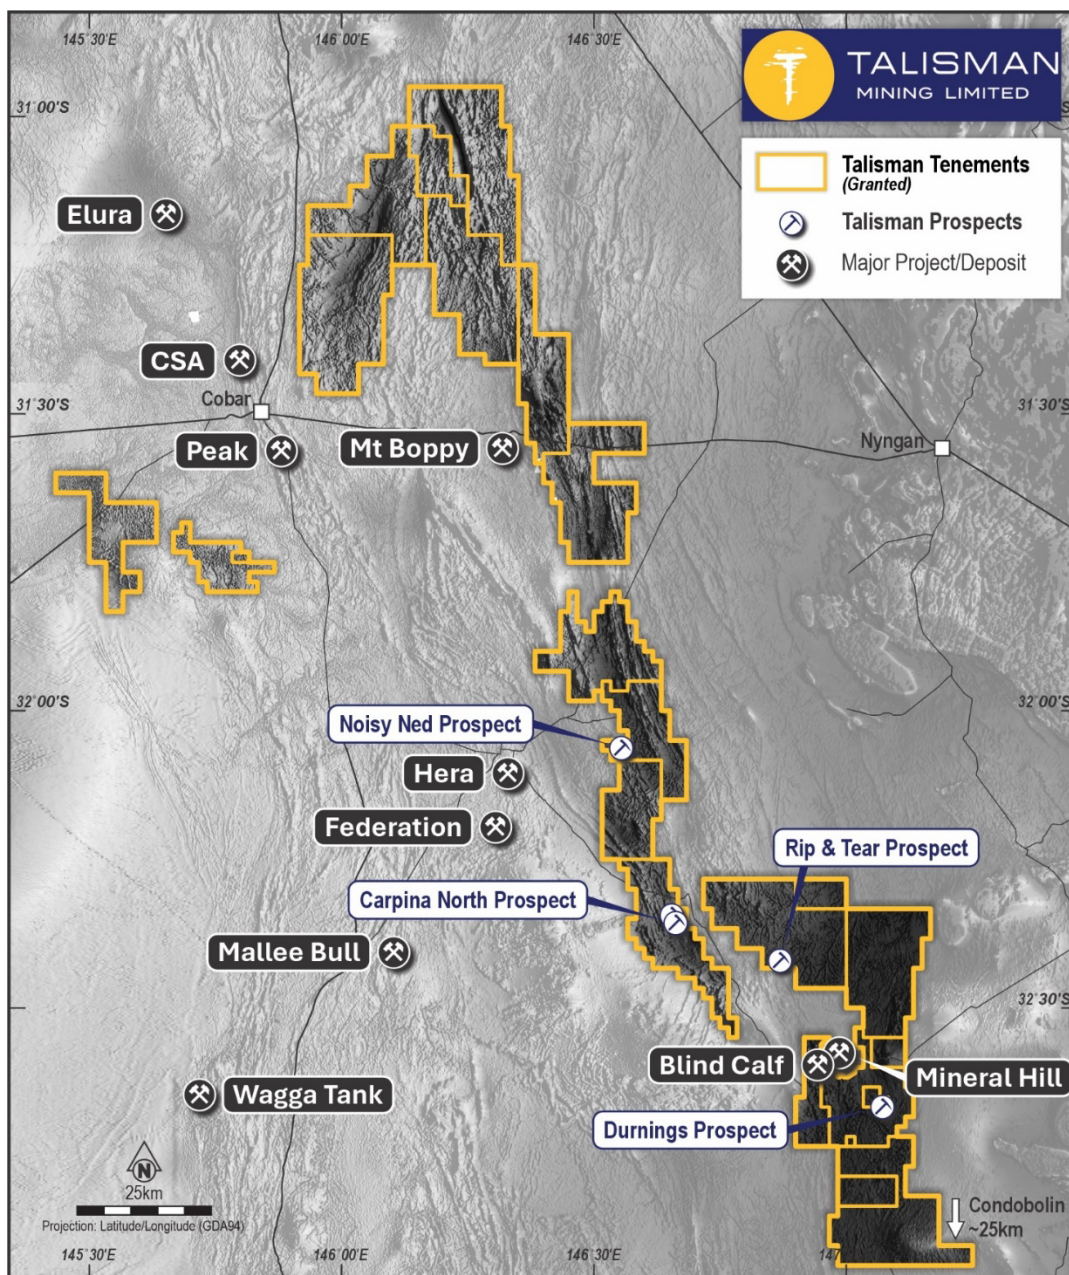 145˚30'E
146˚00'E
146˚30'E
TALISMAN
MINING LIMITED
31˚00'S
31˚00'S
Talisman Tenements
(Granted)
Talisman Prospects
Major Project/Deposit
Elura
CSA
Cobar
31˚30'S
31˚30'S
Peak
Mt Boppy
Nyngan
32˚00'S
32˚00'S
Noisy Ned Prospect
Hera
Federation
Rip & Tear Prospect
Carpina North Prospect
Mallee Bull
32˚30'S
Blind Calf
Mineral Hill
Wagga Tank
Durnings Prospect
N
25km
Projection: Latitude/Longitude (GDA94)
Condobolin
~25km
145˚30'E
146˚00'E
146˚30'E